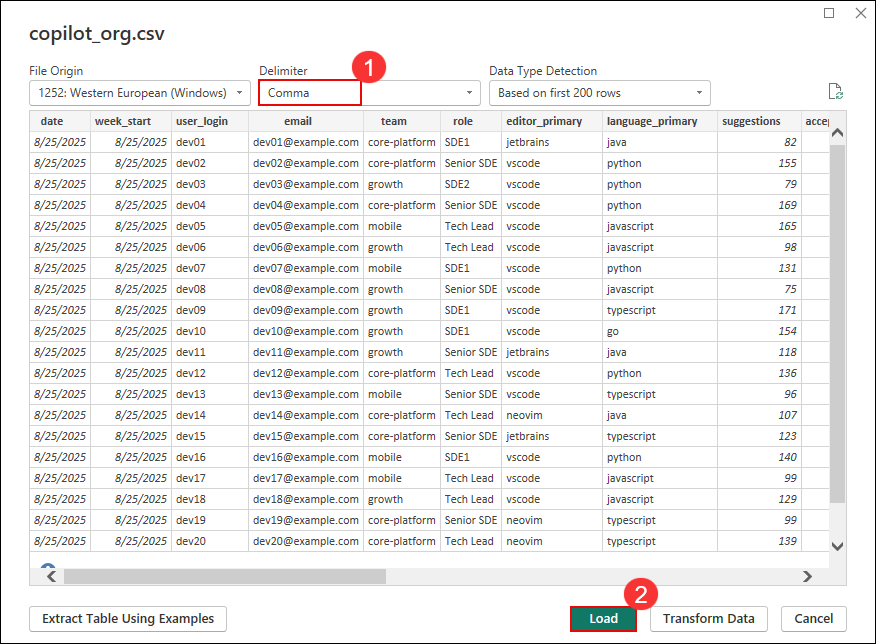 copilot_org.csv
File Origin Delimiter 1 Data Type Detection
1252: Western European (Windows) Comma Based on first 200 rows
date week_start user_login email team role editor_primary language_primary suggestions accep
8/25/2025 8/25/2025 dev01 dev01@example.com core-platform SDE1 jetbrains java 82
8/25/2025 8/25/2025 dev02 dev02@example.com core-platform Senior SDE vscode python 155
8/25/2025 8/25/2025 dev03 dev03@example.com growth SDE2 vscode python 79
8/25/2025 8/25/2025 dev04 dev04@example.com core-platform Senior SDE vscode python 169
8/25/2025 8/25/2025 dev05 dev05@example.com mobile Tech Lead vscode javascript 165
8/25/2025 8/25/2025 dev06 dev06@example.com growth Tech Lead vscode javascript 98
8/25/2025 8/25/2025 dev07 dev07@example.com mobile SDE1 vscode python 131
8/25/2025 8/25/2025 dev08 dev08@example.com growth Senior SDE vscode javascript 75
8/25/2025 8/25/2025 dev09 dev09@example.com growth SDE1 vscode typescript 171
8/25/2025 8/25/2025 dev10 dev10@example.com growth SDE1 vscode go 154
8/25/2025 8/25/2025 dev11 dev11@example.com growth Senior SDE jetbrains java 118
8/25/2025 8/25/2025 dev12 dev12@example.com core-platform Tech Lead vscode python 136
8/25/2025 8/25/2025 dev13 dev13@example.com mobile Senior SDE vscode typescript 96
8/25/2025 8/25/2025 dev14 dev14@example.com core-platform Tech Lead neovim java 107
8/25/2025 8/25/2025 dev15 dev15@example.com core-platform Senior SDE jetbrains typescript 123
8/25/2025 8/25/2025 dev16 dev16@example.com mobile SDE1 vscode python 140
8/25/2025 8/25/2025 dev17 dev17@example.com mobile Tech Lead vscode javascript 99
8/25/2025 8/25/2025 dev18 dev18@example.com growth Tech Lead vscode javascript 129
8/25/2025 8/25/2025 dev19 dev19@example.com core-platform Senior SDE neovim typescript 99
8/25/2025 8/25/2025 dev20 dev20@example.com core-platform Tech Lead neovim typescript 139
2
Extract Table Using Examples Load Transform Data Cancel